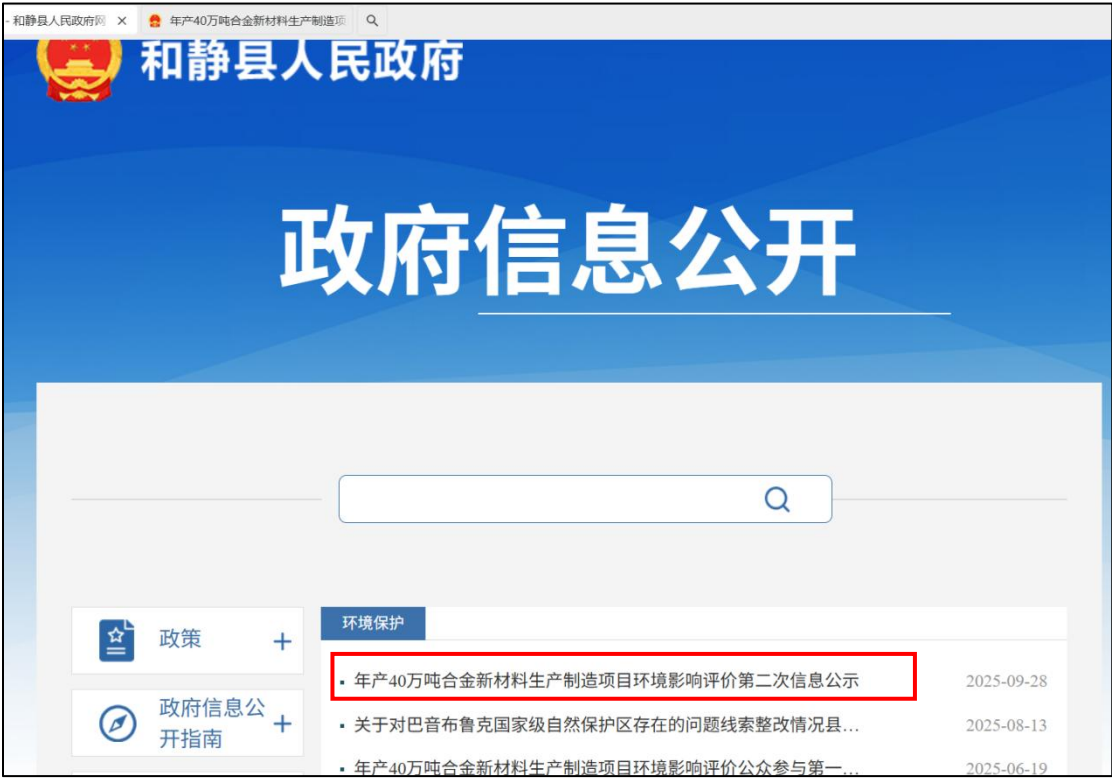 - 和静县人民政府网
年产40万吨合金新材料生产制造项
和静县人民政府
政府信息公开
政策
政府信息公
开指南
环境保护
年产40万吨合金新材料生产制造项目环境影响评价第二次信息公示
2025-09-28
关于对巴音布鲁克国家级自然保护区存在的问题线索整改情况县...
2025-08-13
年产40万吨合金新材料生产制造项目环境影响评价公众参与第一...
2025-06-19